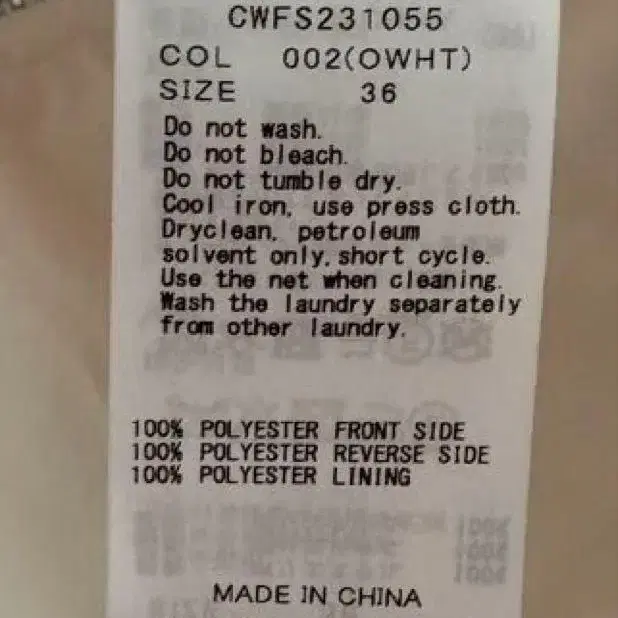 CWFS231055
COL 002(OWHT)
SIZE 36
Do not wash.
Do not bleach.
Do not tumble dry.
Cool iron, use press cloth.
Dryclean, petroleum
solvent only, short cycle.
Use the net when cleaning.
Wash the laundry separately
from other laundry.
100% POLYESTER FRONT SIDE
100% POLYESTER REVERSE SIDE
100% POLYESTER LINING
MADE IN CHINA